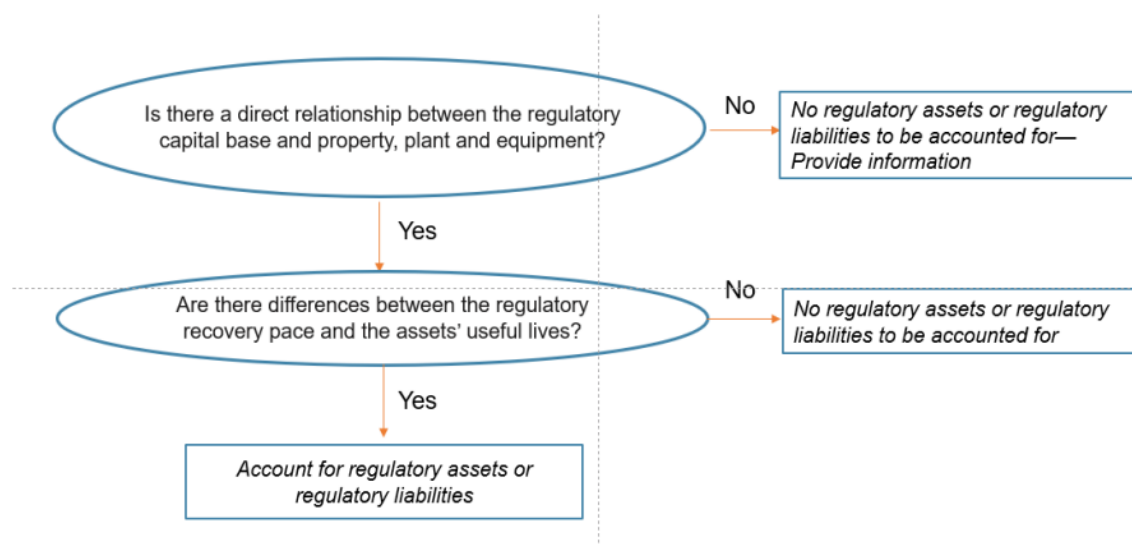 Is there a direct relationship between the regulatory
capital base and property, plant and equipment?
No
No regulatory assets or regulatory
liabilities to be accounted for—
Provide information
Yes
Are there differences between the regulatory
recovery pace and the assets' useful lives?
No
No regulatory assets or regulatory
liabilities to be accounted for
Yes
Account for regulatory assets or
regulatory liabilities